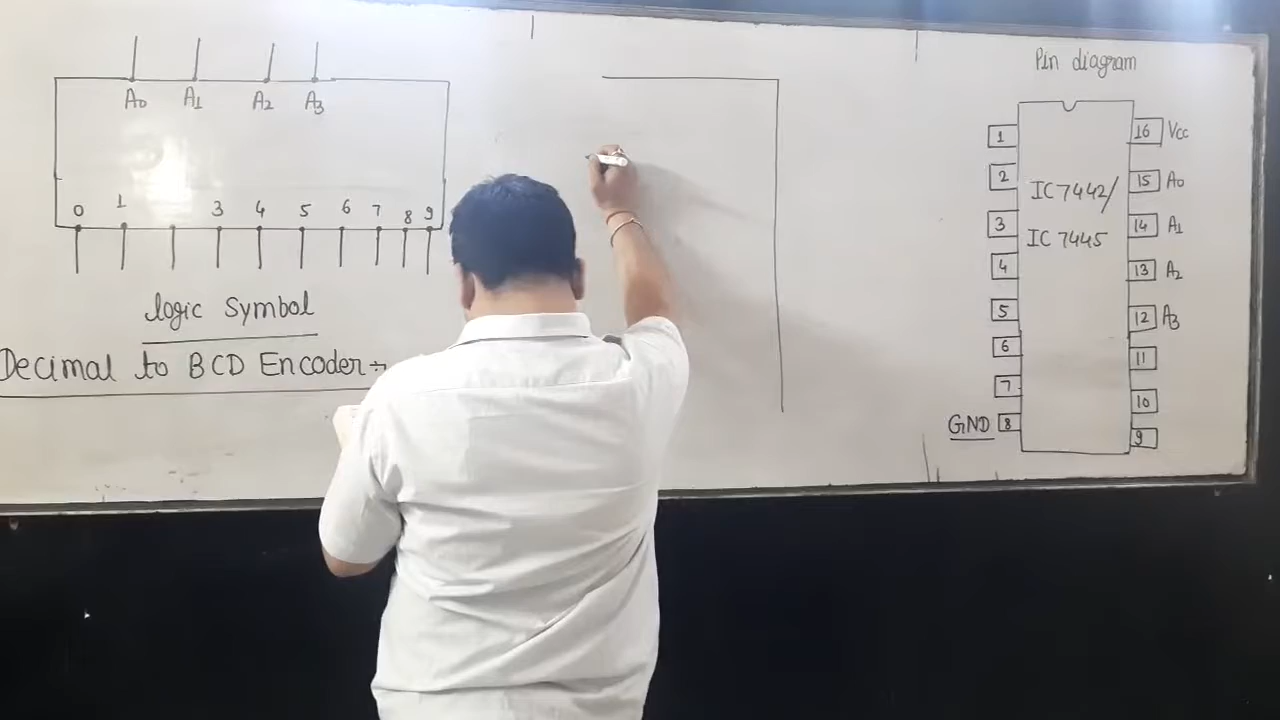 A0 A1 A2 A3
0 1 3 4 5 6 7 8 9
logic Symbol
Decimal to BCD Encoder:-
Pin diagram
1 16 Vcc
2 15 A0
3 14 A1
4 13 A2
5 12 A3
6 11
7 10
GND 8 9
IC 7442/
IC 7445